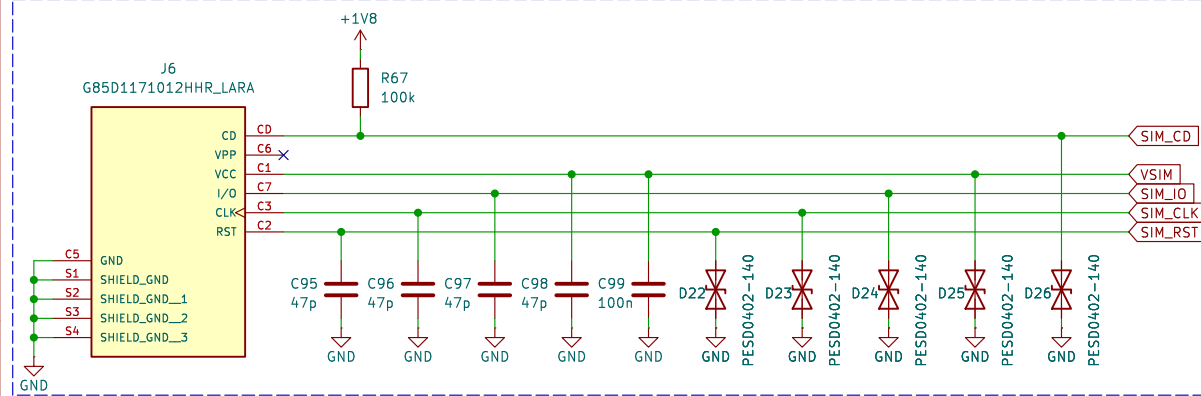 +1V8
J6
G85D1171012HHR_LARA
R67
100k
CD CD SIM_CD
VPP C6
VCC C1 VSIM
I/O C7 SIM_IO
CLK C3 SIM_CLK
RST C2 SIM_RST
C5 GND
S1 SHIELD_GND
S2 SHIELD_GND__1
S3 SHIELD_GND__2
S4 SHIELD_GND__3
GND
C95
47p
GND
C96
47p
GND
C97
47p
GND
C98
47p
GND
C99
100n
GND
D22
PESD0402-140
GND
D23
PESD0402-140
GND
D24
PESD0402-140
GND
D25
PESD0402-140
GND
D26
PESD0402-140
GND